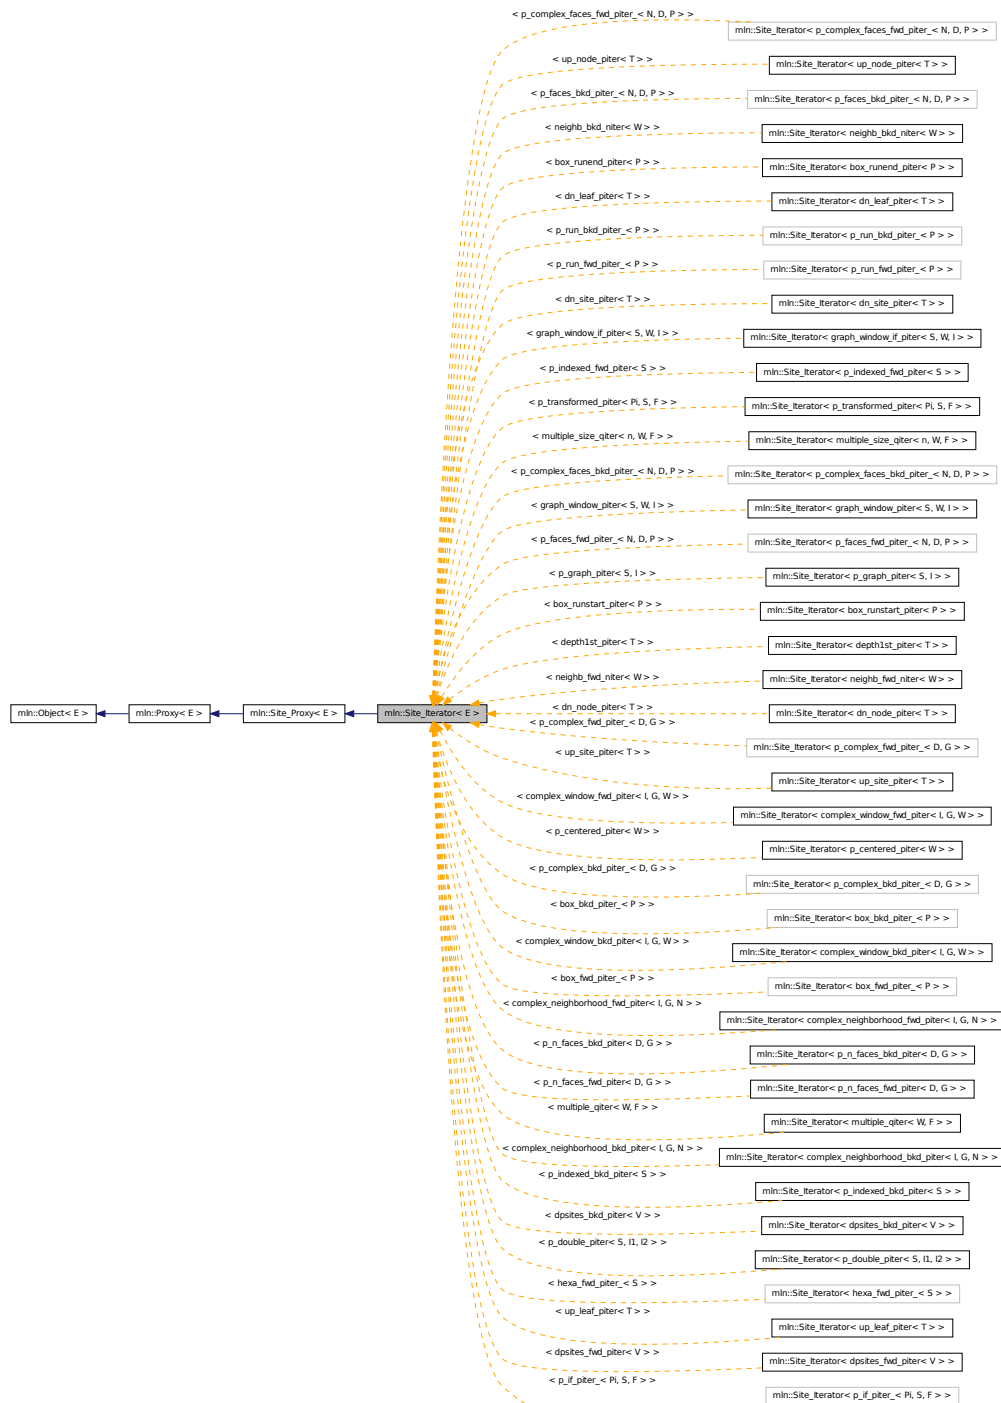 < p_complex_faces_fwd_piter_< N, D, P > >
mln::Site_Iterator< p_complex_faces_fwd_piter_< N, D, P > >
< up_node_piter< T > >
mln::Site_Iterator< up_node_piter< T > >
< p_faces_bkd_piter_< N, D, P > >
mln::Site_Iterator< p_faces_bkd_piter_< N, D, P > >
< neighb_bkd_niter< W > >
mln::Site_Iterator< neighb_bkd_niter< W > >
< box_runend_piter< P > >
mln::Site_Iterator< box_runend_piter< P > >
< dn_leaf_piter< T > >
mln::Site_Iterator< dn_leaf_piter< T > >
< p_run_bkd_piter_< P > >
mln::Site_Iterator< p_run_bkd_piter_< P > >
< p_run_fwd_piter_< P > >
mln::Site_Iterator< p_run_fwd_piter_< P > >
< dn_site_piter< T > >
mln::Site_Iterator< dn_site_piter< T > >
< graph_window_if_piter< S, W, I > >
mln::Site_Iterator< graph_window_if_piter< S, W, I > >
< p_indexed_fwd_piter< S > >
mln::Site_Iterator< p_indexed_fwd_piter< S > >
< p_transformed_piter< Pi, S, F > >
mln::Site_Iterator< p_transformed_piter< Pi, S, F > >
< multiple_size_qiter< n, W, F > >
mln::Site_Iterator< multiple_size_qiter< n, W, F > >
< p_complex_faces_bkd_piter_< N, D, P > >
mln::Site_Iterator< p_complex_faces_bkd_piter_< N, D, P > >
< graph_window_piter< S, W, I > >
mln::Site_Iterator< graph_window_piter< S, W, I > >
< p_faces_fwd_piter_< N, D, P > >
mln::Site_Iterator< p_faces_fwd_piter_< N, D, P > >
< p_graph_piter< S, I > >
mln::Site_Iterator< p_graph_piter< S, I > >
< box_runstart_piter< P > >
mln::Site_Iterator< box_runstart_piter< P > >
< depth1st_piter< T > >
mln::Site_Iterator< depth1st_piter< T > >
< neighb_fwd_niter< W > >
mln::Site_Iterator< neighb_fwd_niter< W > >
mln::Object< E >
mln::Proxy< E >
mln::Site_Proxy< E >
mln::Site_Iterator< E >
< dn_node_piter< T > >
mln::Site_Iterator< dn_node_piter< T > >
< p_complex_fwd_piter_< D, G > >
mln::Site_Iterator< p_complex_fwd_piter_< D, G > >
< up_site_piter< T > >
mln::Site_Iterator< up_site_piter< T > >
< complex_window_fwd_piter< I, G, W > >
mln::Site_Iterator< complex_window_fwd_piter< I, G, W > >
< p_centered_piter< W > >
mln::Site_Iterator< p_centered_piter< W > >
< p_complex_bkd_piter_< D, G > >
mln::Site_Iterator< p_complex_bkd_piter_< D, G > >
< box_bkd_piter_< P > >
mln::Site_Iterator< box_bkd_piter_< P > >
< complex_window_bkd_piter< I, G, W > >
mln::Site_Iterator< complex_window_bkd_piter< I, G, W > >
< box_fwd_piter_< P > >
mln::Site_Iterator< box_fwd_piter_< P > >
< complex_neighborhood_fwd_piter< I, G, N > >
mln::Site_Iterator< complex_neighborhood_fwd_piter< I, G, N > >
< p_n_faces_bkd_piter< D, G > >
mln::Site_Iterator< p_n_faces_bkd_piter< D, G > >
< p_n_faces_fwd_piter< D, G > >
mln::Site_Iterator< p_n_faces_fwd_piter< D, G > >
< multiple_qiter< W, F > >
mln::Site_Iterator< multiple_qiter< W, F > >
< complex_neighborhood_bkd_piter< I, G, N > >
mln::Site_Iterator< complex_neighborhood_bkd_piter< I, G, N > >
< p_indexed_bkd_piter< S > >
mln::Site_Iterator< p_indexed_bkd_piter< S > >
< dpsites_bkd_piter< V > >
mln::Site_Iterator< dpsites_bkd_piter< V > >
< p_double_piter< S, I1, I2 > >
mln::Site_Iterator< p_double_piter< S, I1, I2 > >
< hexa_fwd_piter_< S > >
mln::Site_Iterator< hexa_fwd_piter_< S > >
< up_leaf_piter< T > >
mln::Site_Iterator< up_leaf_piter< T > >
< dpsites_fwd_piter< V > >
mln::Site_Iterator< dpsites_fwd_piter< V > >
< p_if_piter_< Pi, S, F > >
mln::Site_Iterator< p_if_piter_< Pi, S, F > >